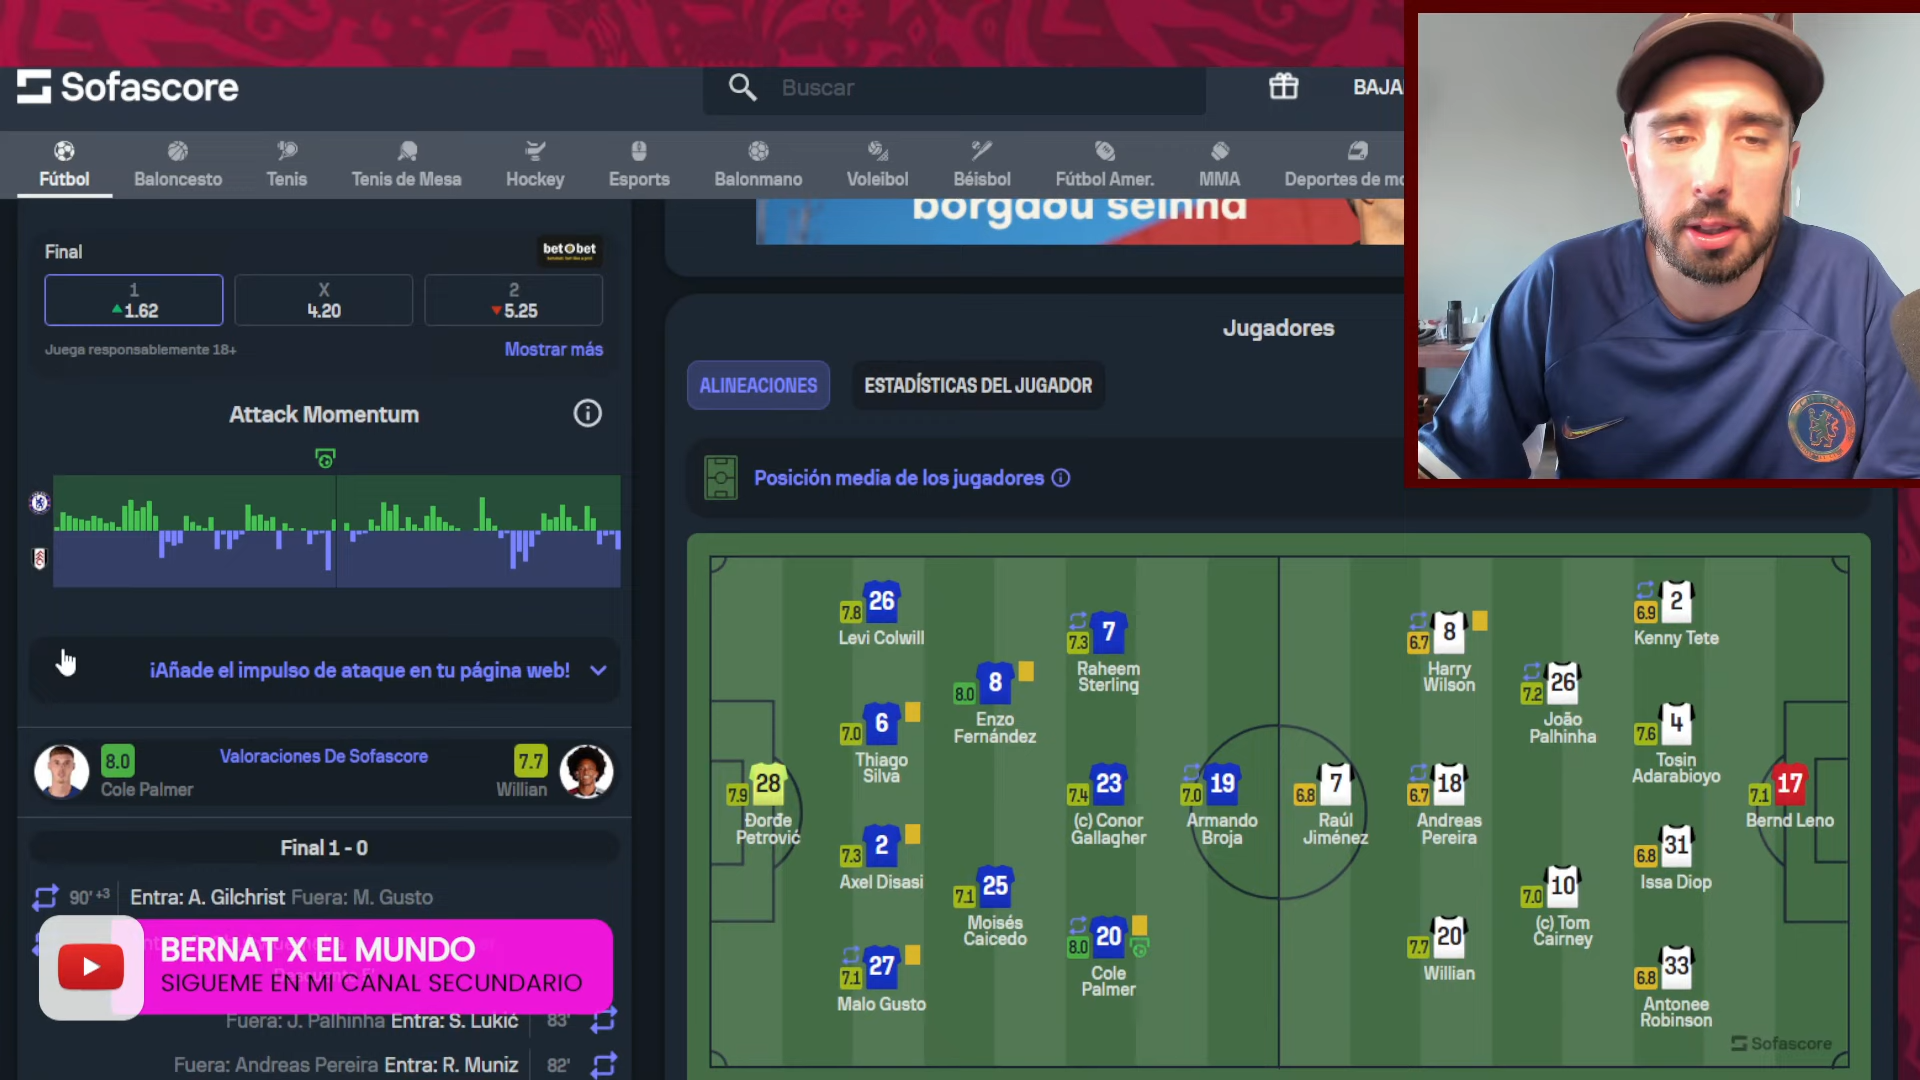 Sofascore
Buscar
BAJA
Fútbol
Baloncesto
Tenis
Tenis de Mesa
Hockey
Esports
Balonmano
Voleibol
Béisbol
Fútbol Amer.
MMA
Deportes de mo
Final
bet bet
1
1.62
X
4.20
2
5.25
Juega responsablemente 18+
Mostrar más
Attack Momentum
¡Añade el impulso de ataque en tu página web!
8.0
Cole Palmer
Valoraciones De Sofascore
7.7
Willian
Final 1 - 0
90' +3 Entra: A. Gilchrist Fuera: M. Gusto
BERNAT X EL MUNDO
SIGUEME EN MI CANAL SECUNDARIO
Fuera: J. Palhinha Entra: S. Lukić 83'
Fuera: Andreas Pereira Entra: R. Muniz 82'
Jugadores
ALINEACIONES
ESTADÍSTICAS DEL JUGADOR
Posición media de los jugadores
28
7.9
Đorđe
Petrović
26
7.8
Levi Colwill
6
7.0
Thiago
Silva
2
7.3
Axel Disasi
27
7.1
Malo Gusto
8
8.0
Enzo
Fernández
25
7.1
Moisés
Caicedo
7
7.3
Raheem
Sterling
23
7.4
(c) Conor
Gallagher
20
8.0
Cole
Palmer
19
7.0
Armando
Broja
7
6.8
Raúl
Jiménez
8
6.7
Harry
Wilson
18
6.7
Andreas
Pereira
20
7.7
Willian
26
7.2
João
Palhinha
10
7.0
(c) Tom
Cairney
2
6.9
Kenny Tete
4
7.6
Tosin
Adarabioyo
31
6.8
Issa Diop
33
6.8
Antonee
Robinson
17
7.1
Bernd Leno
Sofascore